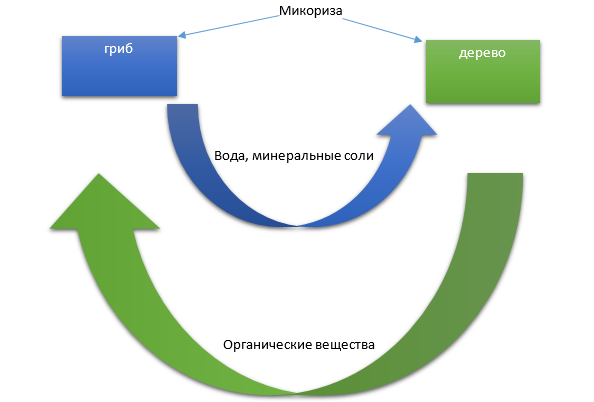 Микориза
гриб
дерево
Вода, минеральные соли
Органические вещества